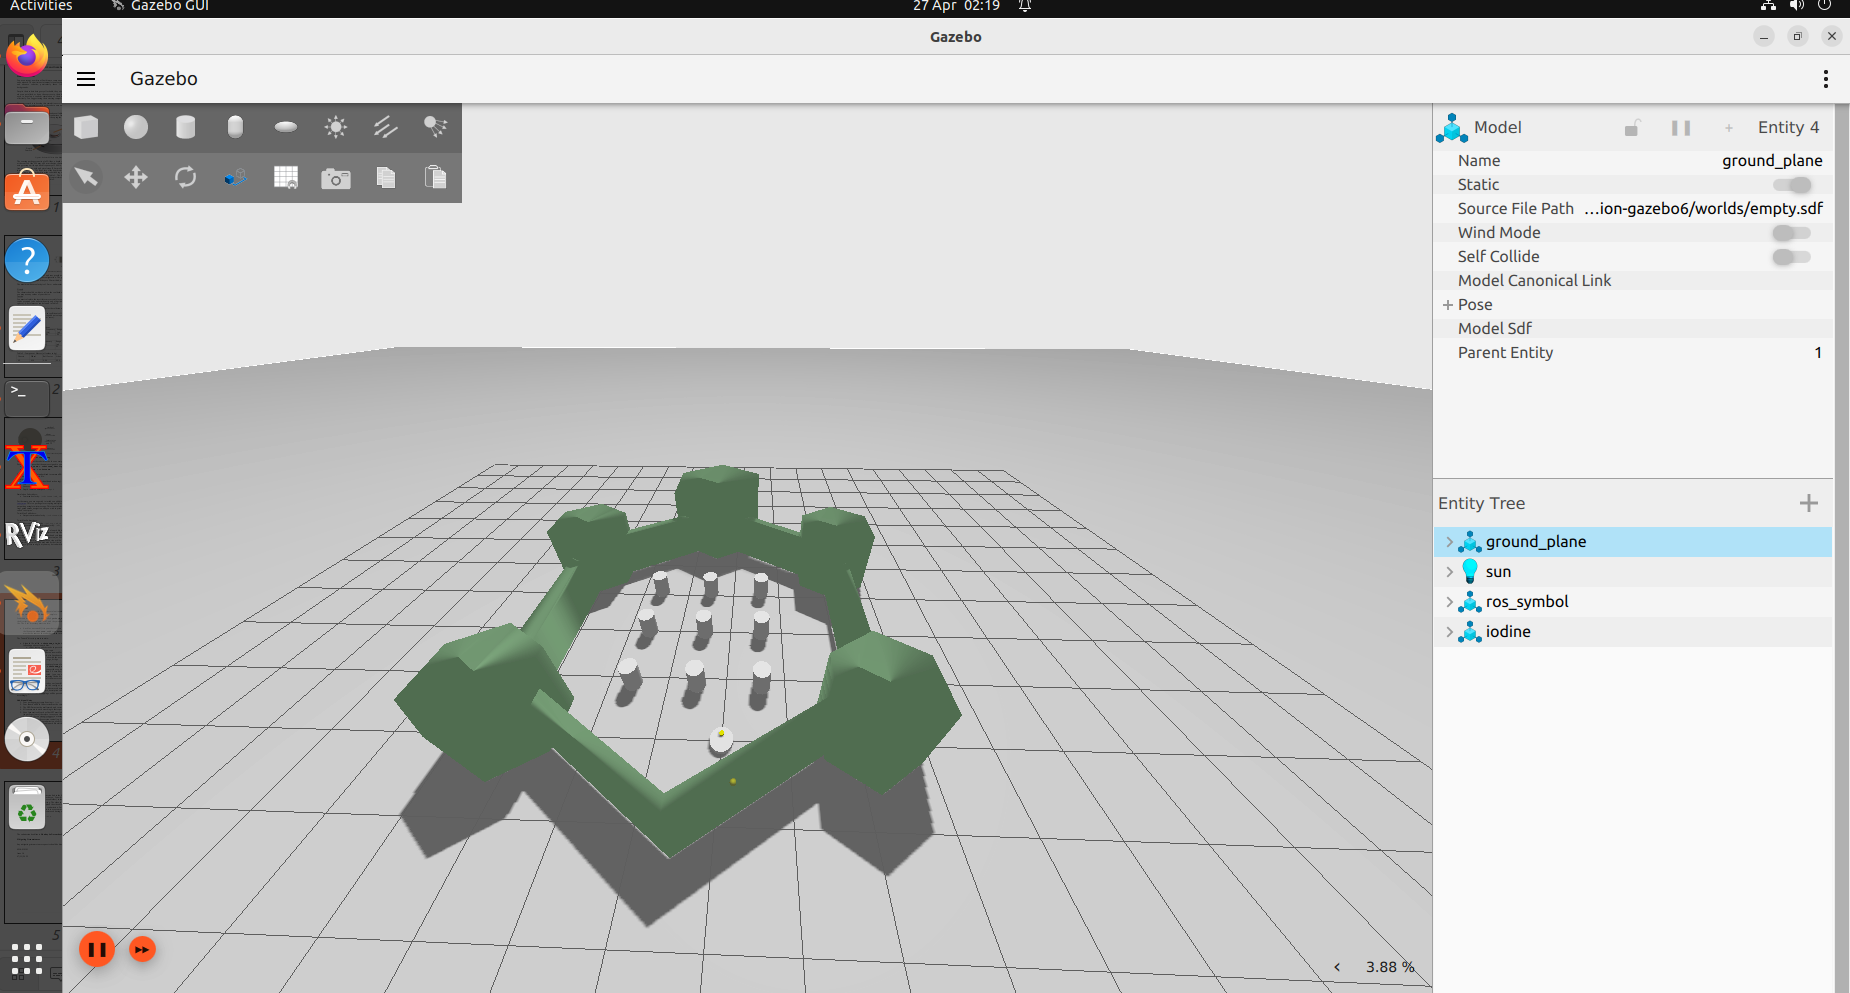 Activities
Gazebo GUI
27 Apr 02:19
Gazebo
Gazebo
Model
Entity 4
Name ground_plane
Static
Source File Path …ion-gazebo6/worlds/empty.sdf
Wind Mode
Self Collide
Model Canonical Link
+ Pose
Model Sdf
Parent Entity 1
Entity Tree
ground_plane
sun
ros_symbol
iodine
RViz
3.88 %